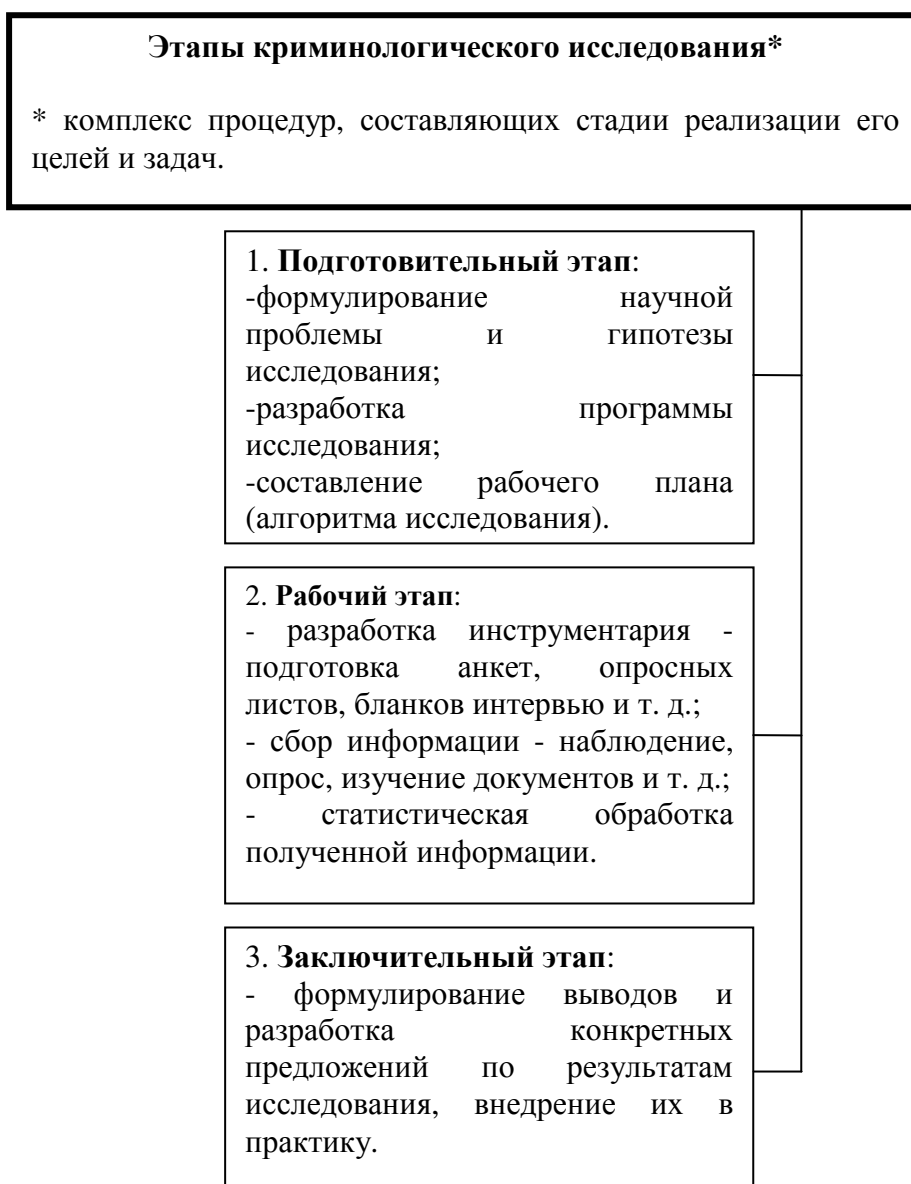 Этапы криминологического исследования*
* комплекс процедур, составляющих стадии реализации его
целей и задач.
1. Подготовительный этап:
-формулирование научной
проблемы и гипотезы
исследования;
-разработка программы
исследования;
-составление рабочего плана
(алгоритма исследования).
2. Рабочий этап:
- разработка инструментария -
подготовка анкет, опросных
листов, бланков интервью и т. д.;
- сбор информации - наблюдение,
опрос, изучение документов и т. д.;
- статистическая обработка
полученной информации.
3. Заключительный этап:
- формулирование выводов и
разработка конкретных
предложений по результатам
исследования, внедрение их в
практику.